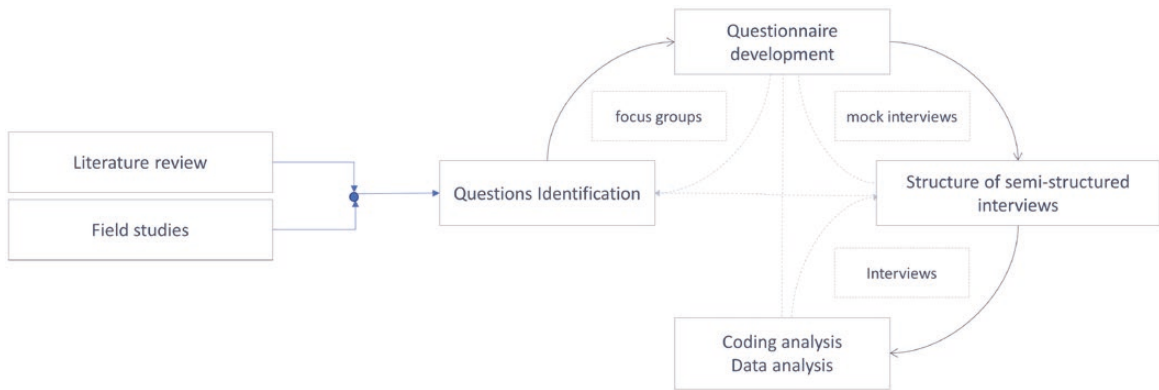 Questionnaire
development
focus groups
mock interviews
Literature review
Questions Identification
Structure of semi-structured
interviews
Field studies
Interviews
Coding analysis
Data analysis